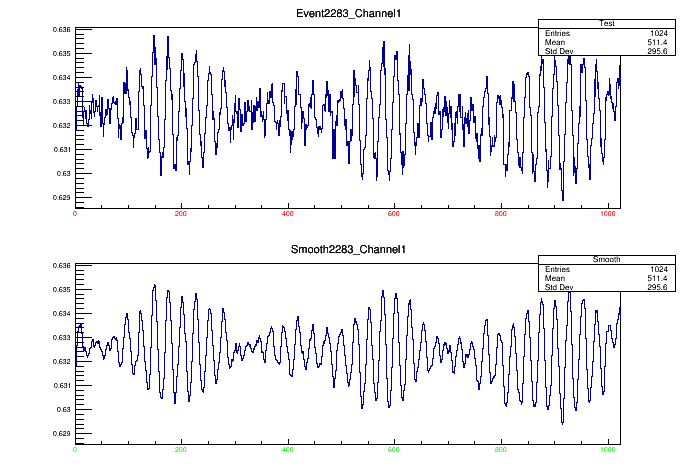 Event2283_Channel1
Test
Entries 1024
Mean 511.4
Std Dev 295.6
0.636
0.635
0.634
0.633
0.632
0.631
0.63
0.629
0 200 400 600 800 1000
Smooth2283_Channel1
Smooth
Entries 1024
Mean 511.4
Std Dev 295.6
0.636
0.635
0.634
0.633
0.632
0.631
0.63
0.629
0 200 400 600 800 1000